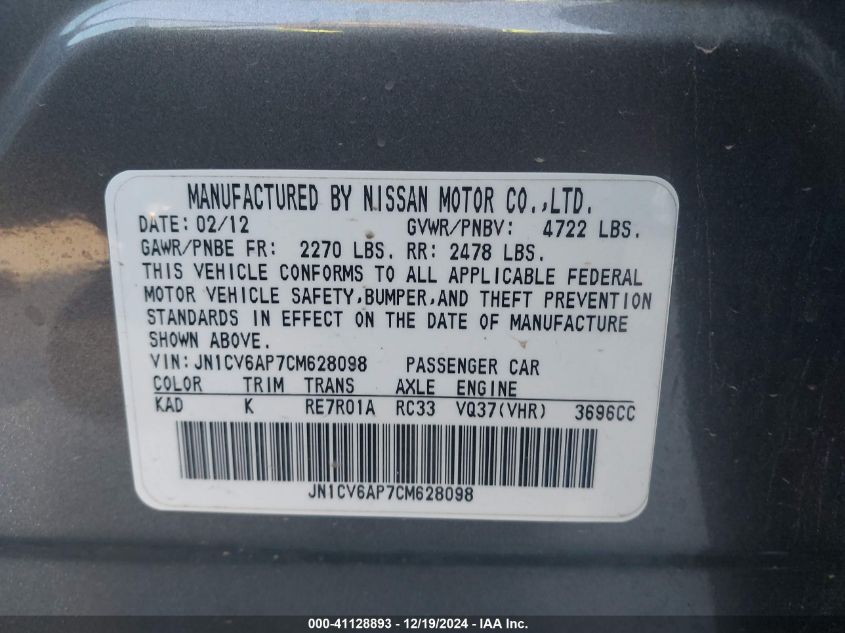 MANUFACTURED BY NISSAN MOTOR CO.,LTD.
DATE: 02/12 GVWR/PNBV: 4722 LBS.
GAWR/PNBE FR: 2270 LBS. RR: 2478 LBS.
THIS VEHICLE CONFORMS TO ALL APPLICABLE FEDERAL
MOTOR VEHICLE SAFETY,BUMPER,AND THEFT PREVENTION
STANDARDS IN EFFECT ON THE DATE OF MANUFACTURE
SHOWN ABOVE.
VIN:JN1CV6AP7CM628098 PASSENGER CAR
COLOR TRIM TRANS AXLE ENGINE
KAD K RE7R01A RC33 VQ37(VHR) 3696CC
JN1CV6AP7CM628098
000-41128893 - 12/19/2024 - IAA Inc.